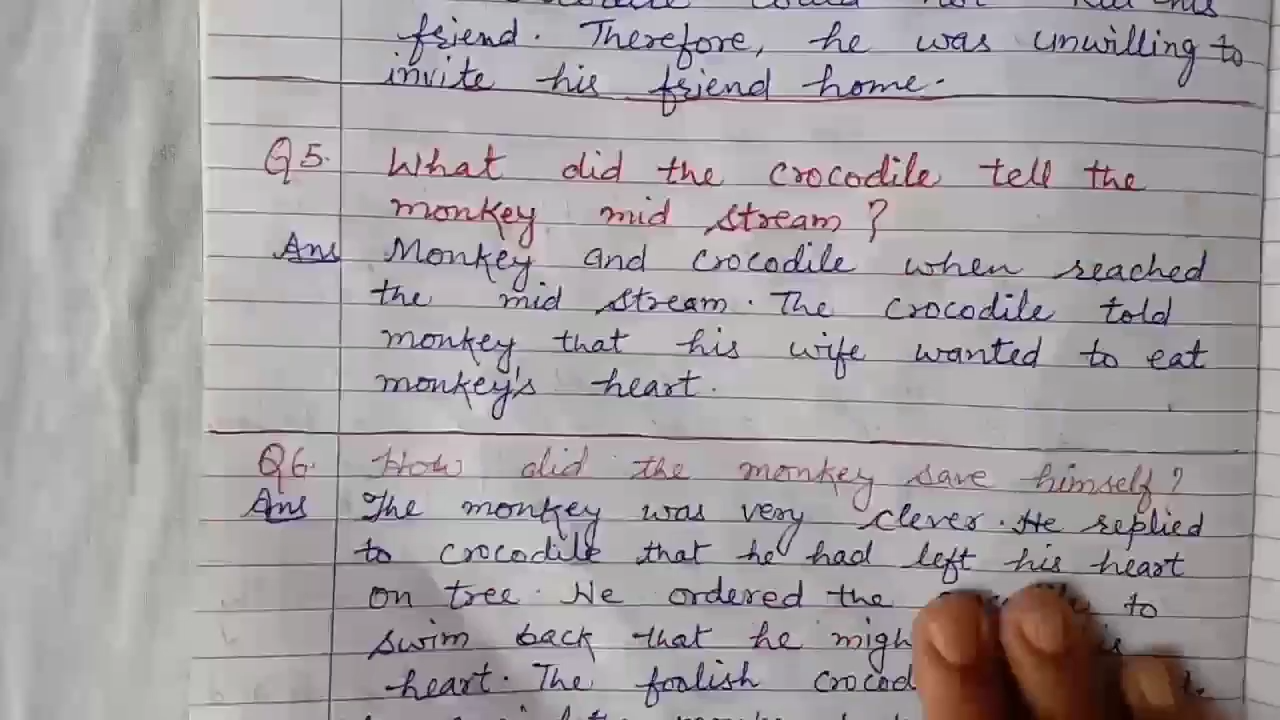 friend. Therefore, he was unwilling to
invite his friend home.
Q5. What did the crocodile tell the
monkey mid stream?
Ans Monkey and crocodile when reached
the mid stream. The crocodile told
monkey that his wife wanted to eat
monkey's heart.
Q6. How did the monkey save himself?
Ans The monkey was very clever. He replied
to crocodile that he had left his heart
on tree. He ordered the to
swim back that he
heart. The foolish